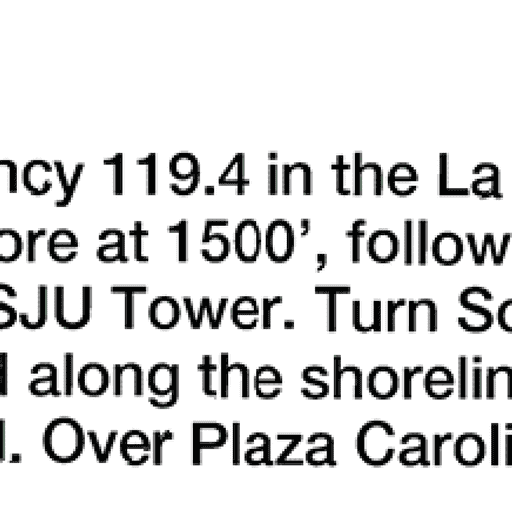 ncy 119.4 in the La
ore at 1500', follow
SJU Tower. Turn So
d along the shoreli
d. Over Plaza Caroli